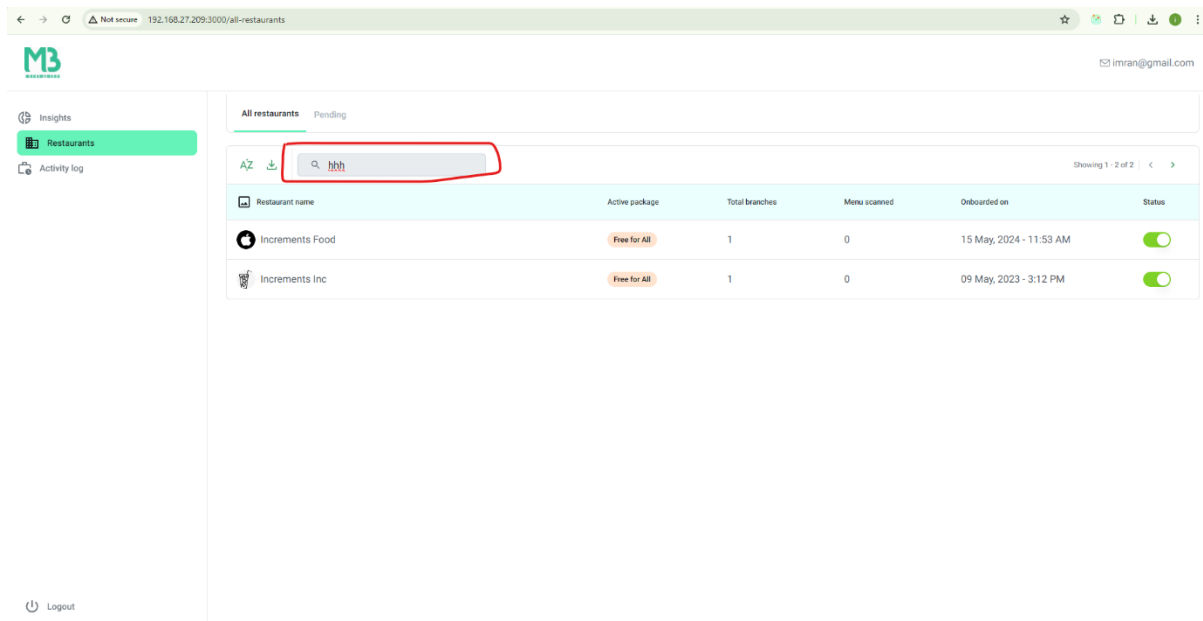 Not secure 192.168.27.209:3000/all-restaurants
M3
imran@gmail.com
Insights
Restaurants
Activity log
All restaurants Pending
AZ hhh Showing 1 - 2 of 2
Restaurant name Active package Total branches Menu scanned Onboarded on Status
Increments Food Free for All 1 0 15 May, 2024 - 11:53 AM
Increments Inc Free for All 1 0 09 May, 2023 - 3:12 PM
Logout